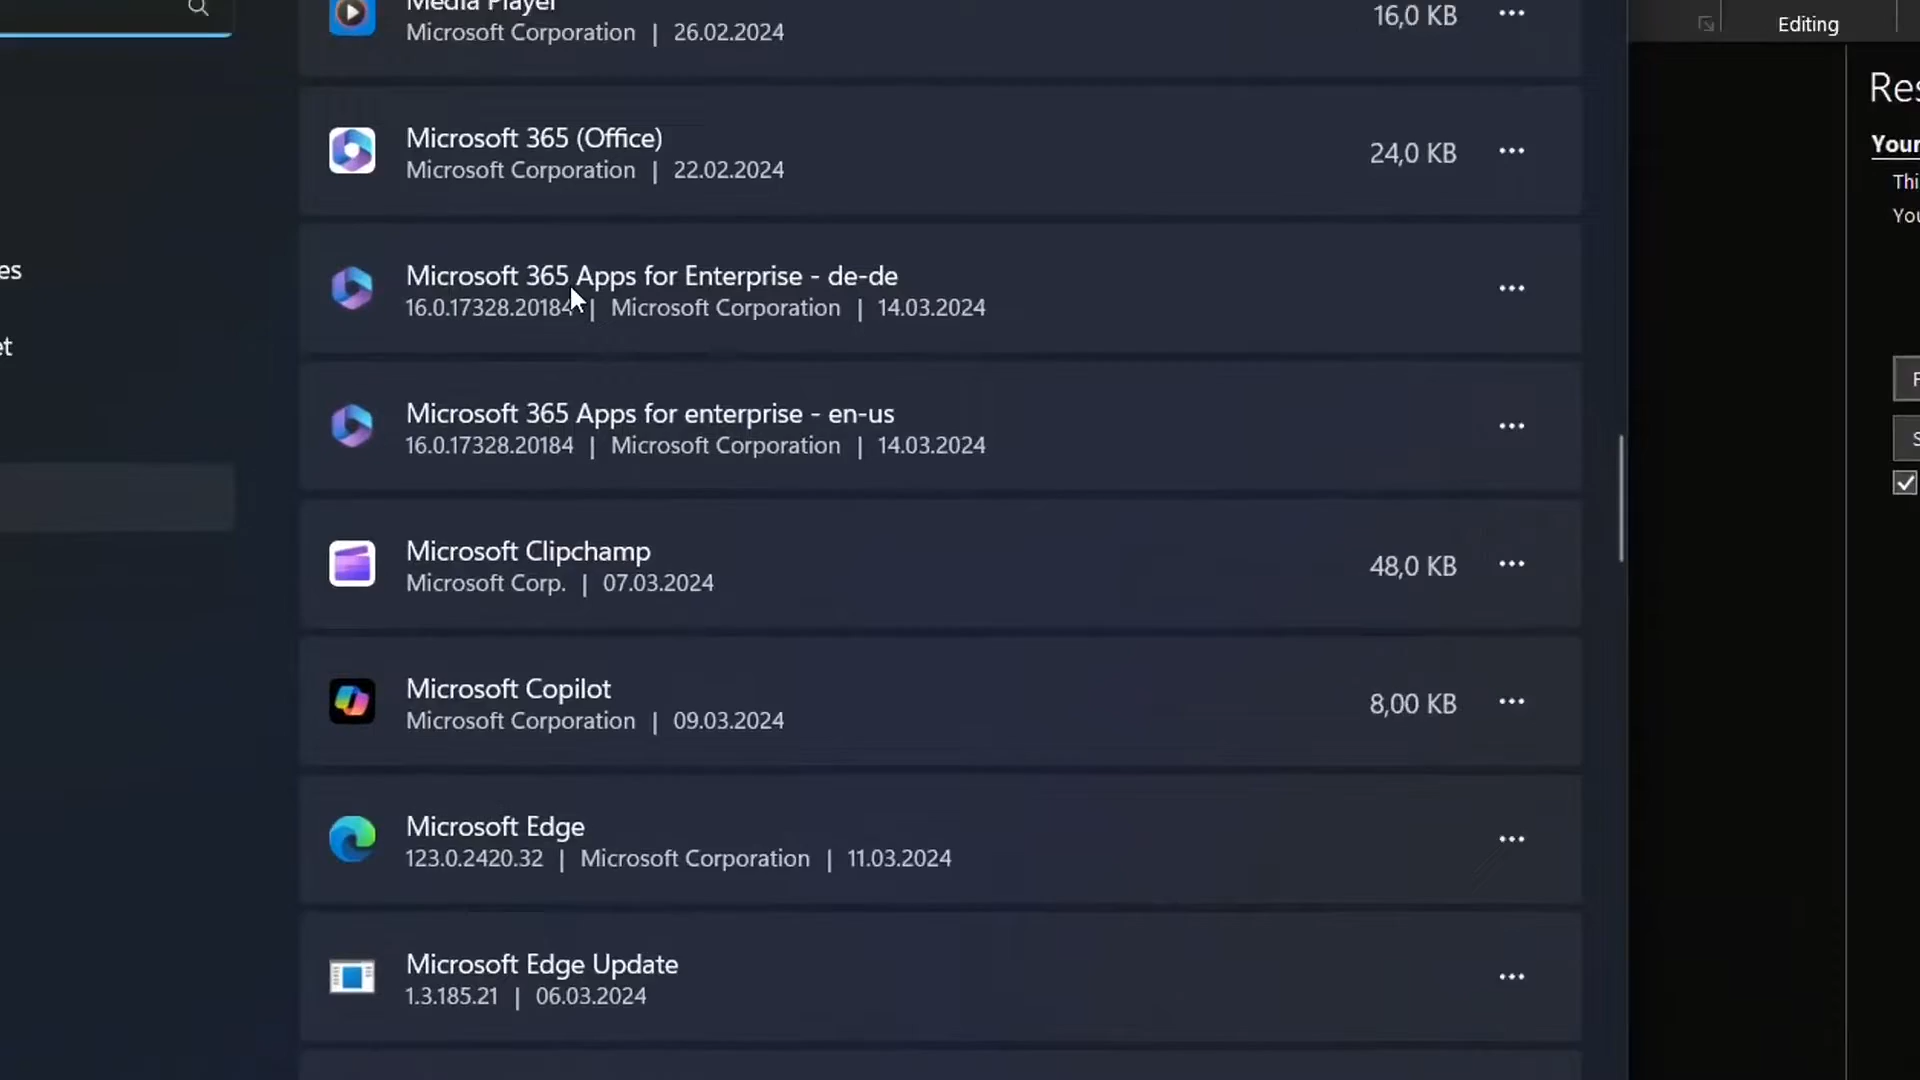 Media Player
Microsoft Corporation | 26.02.2024
16,0 KB
Microsoft 365 (Office)
Microsoft Corporation | 22.02.2024
24,0 KB
Microsoft 365 Apps for Enterprise - de-de
16.0.17328.20184 | Microsoft Corporation | 14.03.2024
Microsoft 365 Apps for enterprise - en-us
16.0.17328.20184 | Microsoft Corporation | 14.03.2024
Microsoft Clipchamp
Microsoft Corp. | 07.03.2024
48,0 KB
Microsoft Copilot
Microsoft Corporation | 09.03.2024
8,00 KB
Microsoft Edge
123.0.2420.32 | Microsoft Corporation | 11.03.2024
Microsoft Edge Update
1.3.185.21 | 06.03.2024
Editing
Your